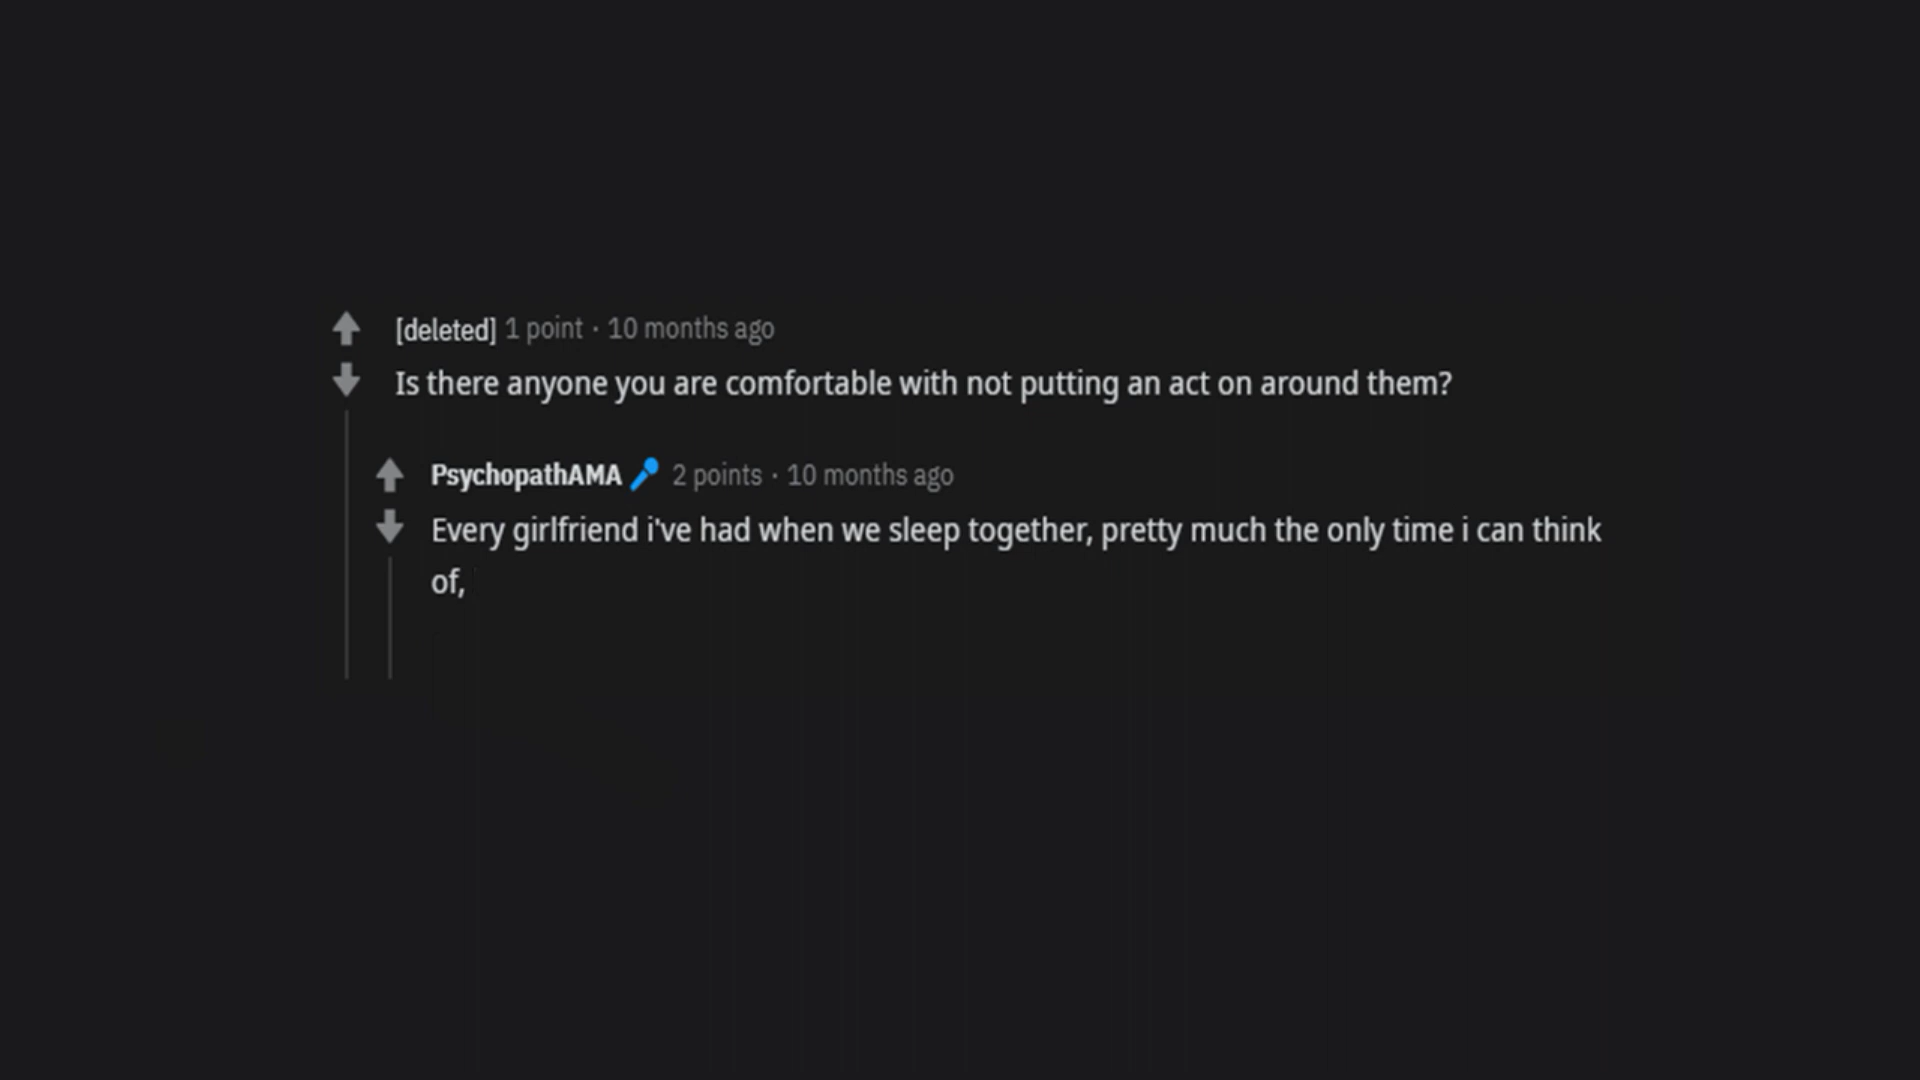 [deleted] 1 point · 10 months ago
Is there anyone you are comfortable with not putting an act on around them?
PsychopathAMA 2 points · 10 months ago
Every girlfriend i've had when we sleep together, pretty much the only time i can think
of,